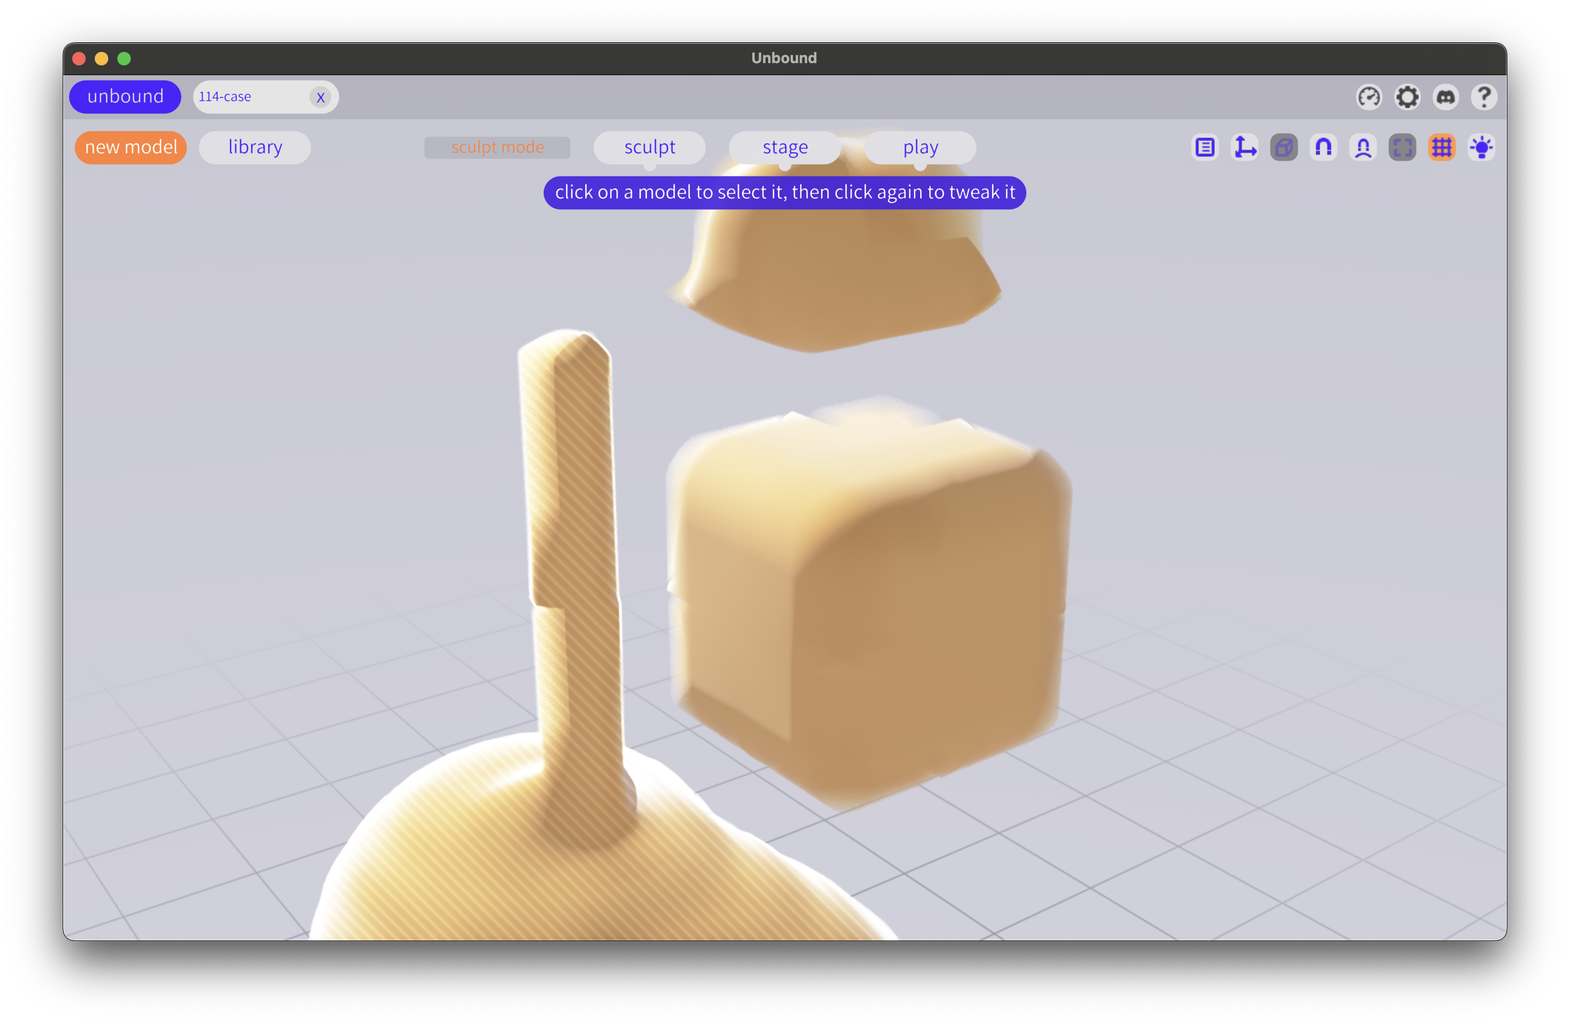 Unbound
unbound
114-case
X
new model
library
sculpt mode
sculpt
stage
play
click on a model to select it, then click again to tweak it
?